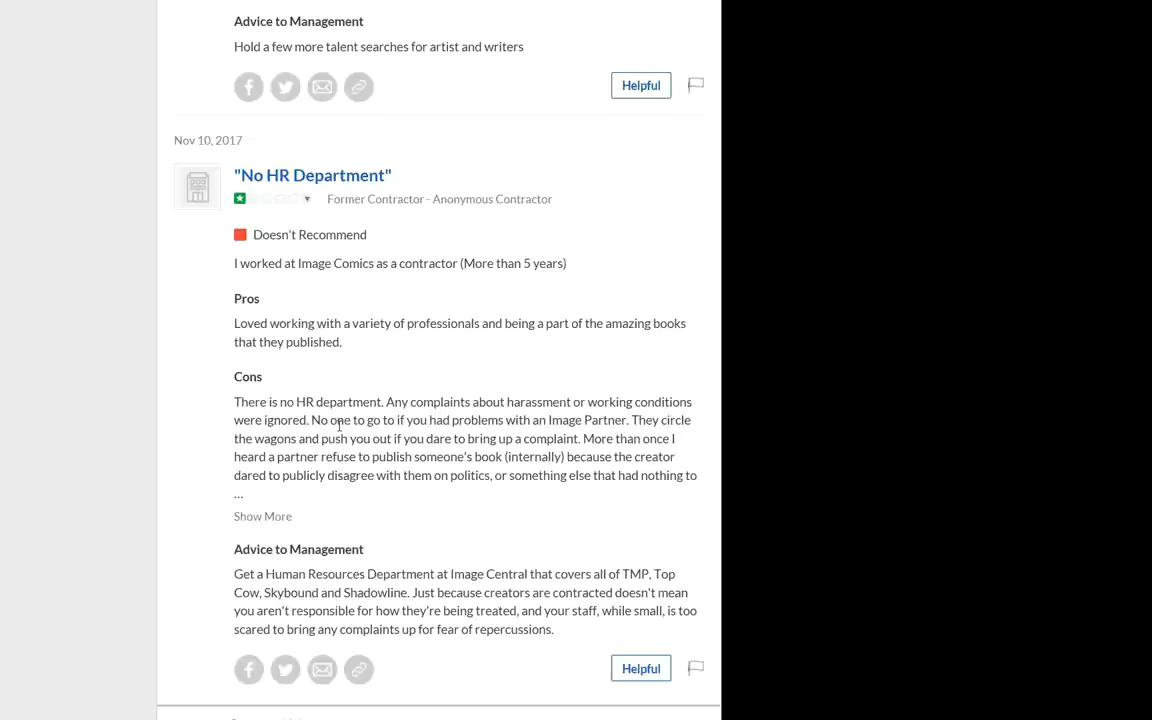 Advice to Management
Hold a few more talent searches for artist and writers
Helpful
Nov 10, 2017
"No HR Department"
Former Contractor - Anonymous Contractor
Doesn't Recommend
I worked at Image Comics as a contractor (More than 5 years)
Pros
Loved working with a variety of professionals and being a part of the amazing books
that they published.
Cons
There is no HR department. Any complaints about harassment or working conditions
were ignored. No one to go to if you had problems with an Image Partner. They circle
the wagons and push you out if you dare to bring up a complaint. More than once I
heard a partner refuse to publish someone's book (internally) because the creator
dared to publicly disagree with them on politics, or something else that had nothing to
...
Show More
Advice to Management
Get a Human Resources Department at Image Central that covers all of TMP, Top
Cow, Skybound and Shadowline. Just because creators are contracted doesn't mean
you aren't responsible for how they're being treated, and your staff, while small, is too
scared to bring any complaints up for fear of repercussions.
Helpful